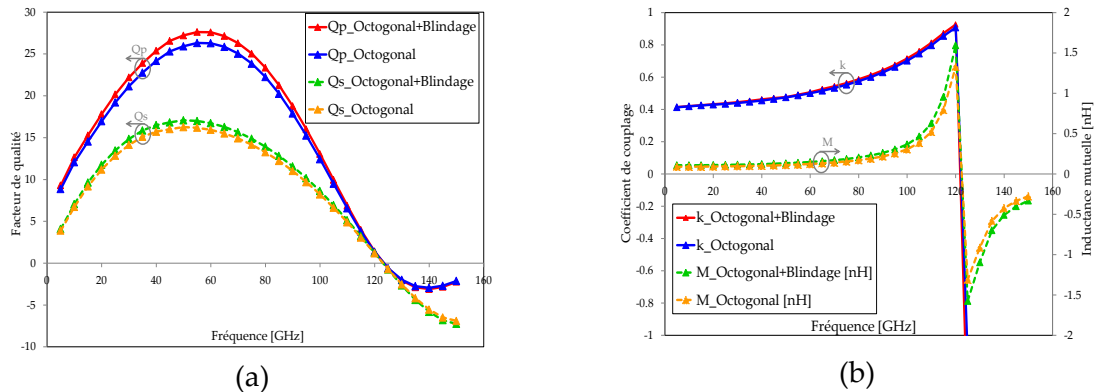 30
25
20
15
10
5
0
-5
-10
0
20
40
60
80
100
120
140
160
Facteur de qualité
Fréquence [GHz]
Qp
Qs
Qp_Octogonal+Blindage
Qp_Octogonal
Qs_Octogonal+Blindage
Qs_Octogonal
(a)
1
0.8
0.6
0.4
0.2
0
-0.2
-0.4
-0.6
-0.8
-1
0
20
40
60
80
100
120
140
160
2
1.5
1
0.5
0
-0.5
-1
-1.5
-2
Coefficient de couplage
Inductance mutuelle [nH]
Fréquence [GHz]
k
M
k_Octogonal+Blindage
k_Octogonal
M_Octogonal+Blindage [nH]
M_Octogonal [nH]
(b)